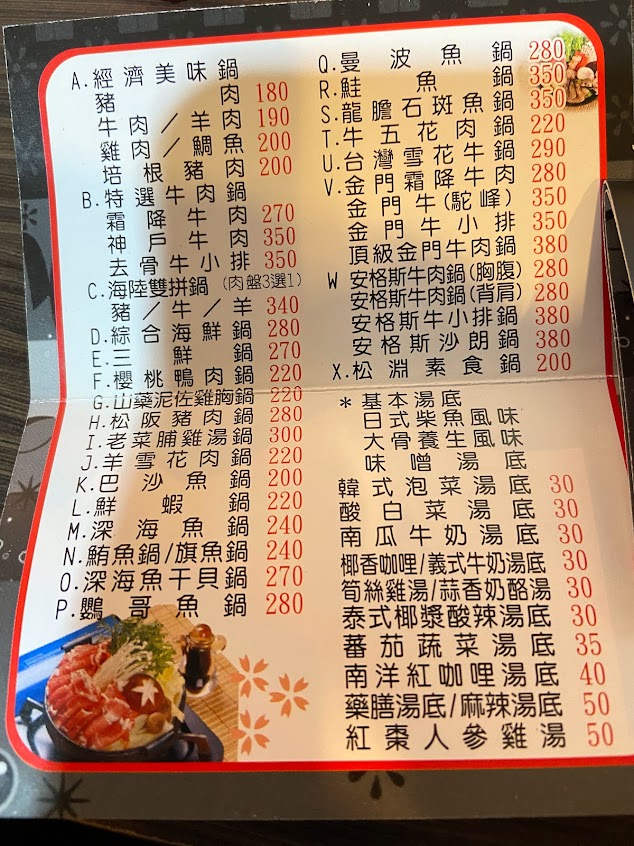 A.經濟美味鍋
豬肉 180
牛肉/羊肉 190
雞肉/鯛魚 200
培根豬肉 200
B.特選牛肉鍋
霜降牛肉 270
神戶牛肉 350
去骨牛小排 350
C.海陸雙拼鍋(肉盤3選1)
豬/牛/羊 340
D.綜合海鮮鍋 280
E.三鮮鍋 270
F.櫻桃鴨肉鍋 220
G.山藥泥佐雞胸鍋 220
H.松阪豬肉鍋 280
I.老菜脯雞湯鍋 300
J.羊雪花肉鍋 220
K.巴沙魚鍋 200
L.鮮蝦鍋 220
M.深海魚鍋 240
N.鮪魚鍋/旗魚鍋 240
O.深海魚干貝鍋 270
P.鸚哥魚鍋 280
Q.曼波魚鍋 280
R.鮭魚鍋 350
S.龍膽石斑魚鍋 350
T.牛五花肉鍋 220
U.台灣雪花牛鍋 290
V.金門霜降牛肉 280
金門牛(駝峰) 350
金門牛小排 350
頂級金門牛肉鍋 380
W 安格斯牛肉鍋(胸腹) 280
安格斯牛肉鍋(背肩) 280
安格斯牛小排鍋 380
安格斯沙朗鍋 380
X.松淵素食鍋 200
*基本湯底
日式柴魚風味
大骨養生風味
味噌湯底
韓式泡菜湯底 30
酸白菜湯底 30
南瓜牛奶湯底 30
椰香咖哩/義式牛奶湯底 30
筍絲雞湯/蒜香奶酪湯 30
泰式椰漿酸辣湯底 30
蕃茄蔬菜湯底 35
南洋紅咖哩湯底 40
藥膳湯底/麻辣湯底 50
紅棗人參雞湯 50